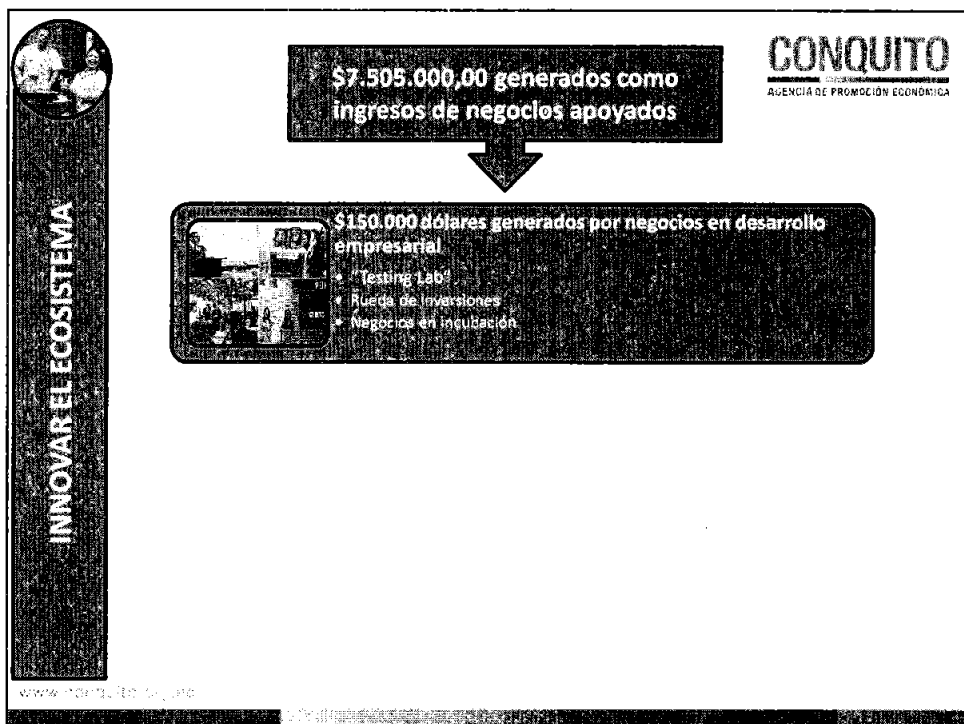 CONQUITO
AGENCIA DE PROMOCIÓN ECONÓMICA
$7.505.000,00 generados como
ingresos de negocios apoyados
INNOVAR EL ECOSISTEMA
$150.000 dólares generados por negocios en desarrollo
empresarial
• "Testing Lab"
• Rueda de Inversiones
• Negocios en incubación